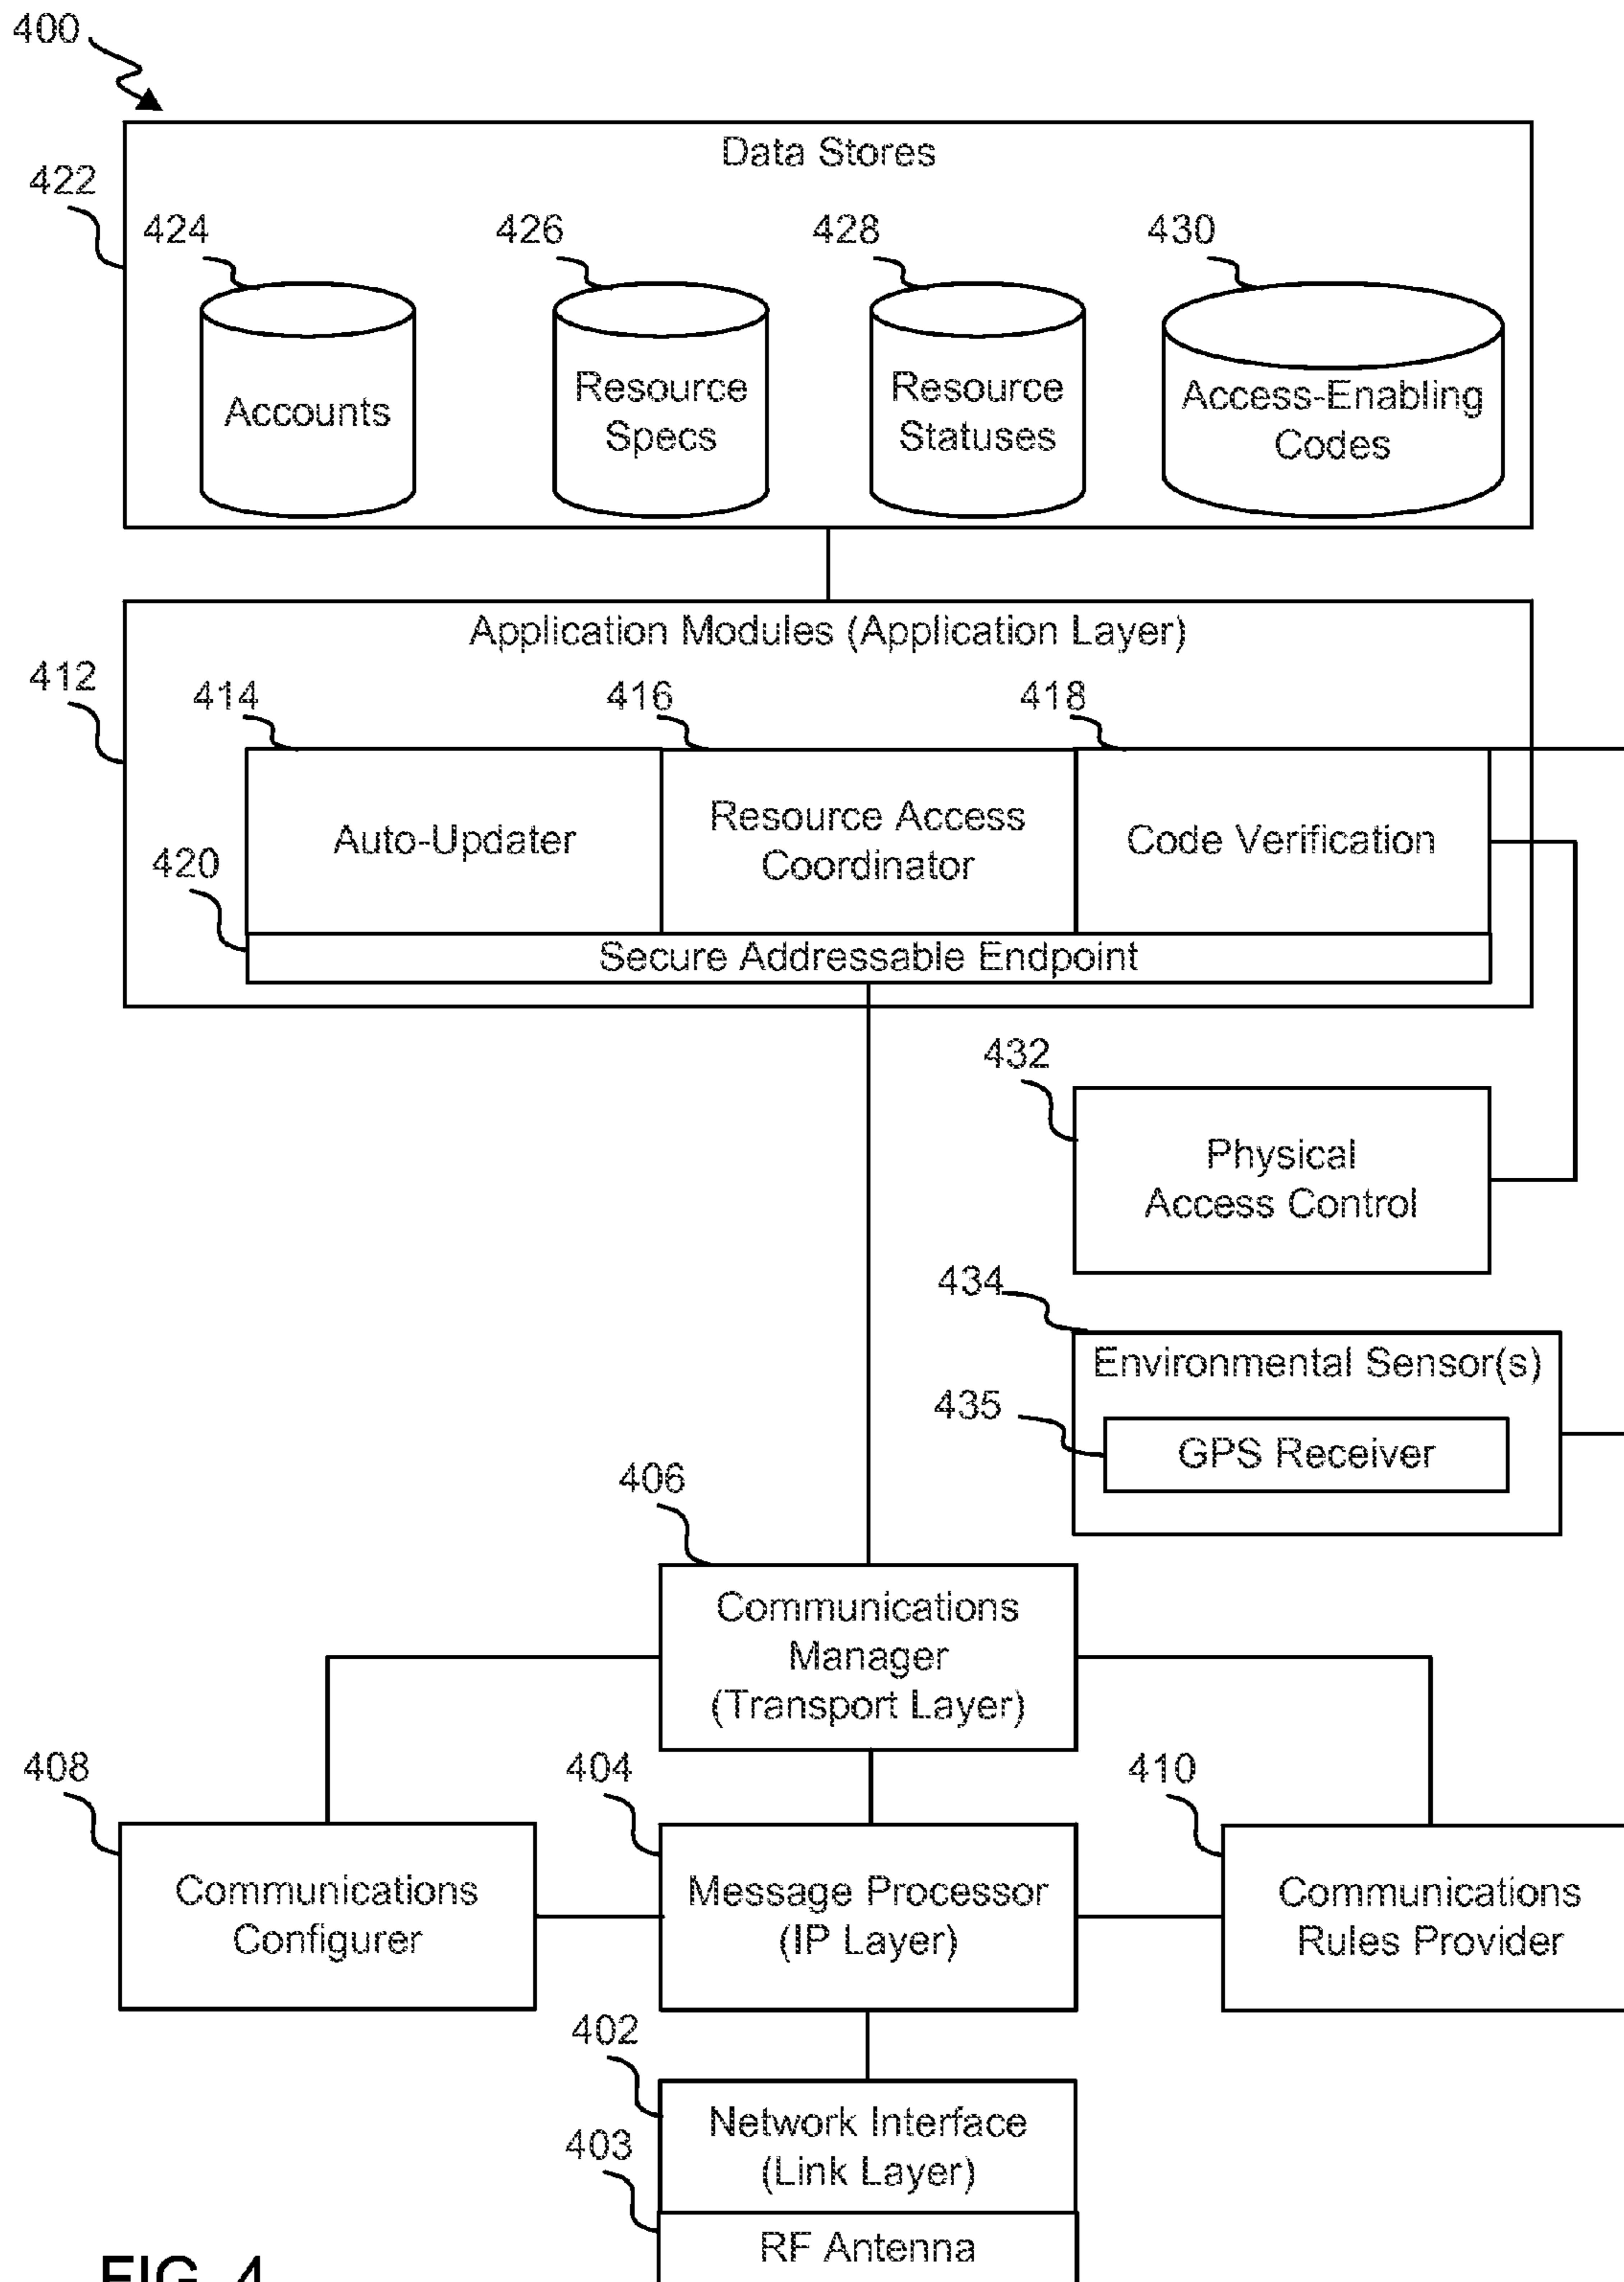 400
Data Stores
422
424
426
428
430
Accounts
Resource
Specs
Resource
Statuses
Access-Enabling
Codes
Application Modules (Application Layer)
412
414
416
418
Auto-Updater
Resource Access
Coordinator
Code Verification
420
Secure Addressable Endpoint
432
Physical
Access Control
434
Environmental Sensor(s)
435
GPS Receiver
406
Communications
Manager
(Transport Layer)
408
404
410
Communications
Configurer
Message Processor
(IP Layer)
Communications
Rules Provider
402
Network Interface
(Link Layer)
403
RF Antenna
FIG. 4